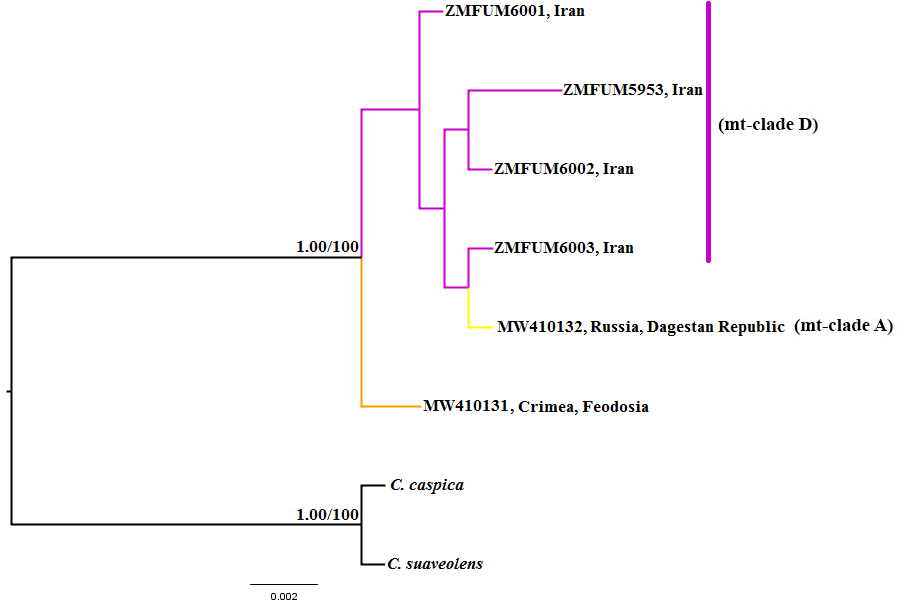 ZMFUM6001, Iran
ZMFUM5953, Iran
(mt-clade D)
ZMFUM6002, Iran
1.00/100
ZMFUM6003, Iran
MW410132, Russia, Dagestan Republic (mt-clade A)
MW410131, Crimea, Feodosia
C. caspica
1.00/100
C. suaveolens
0.002